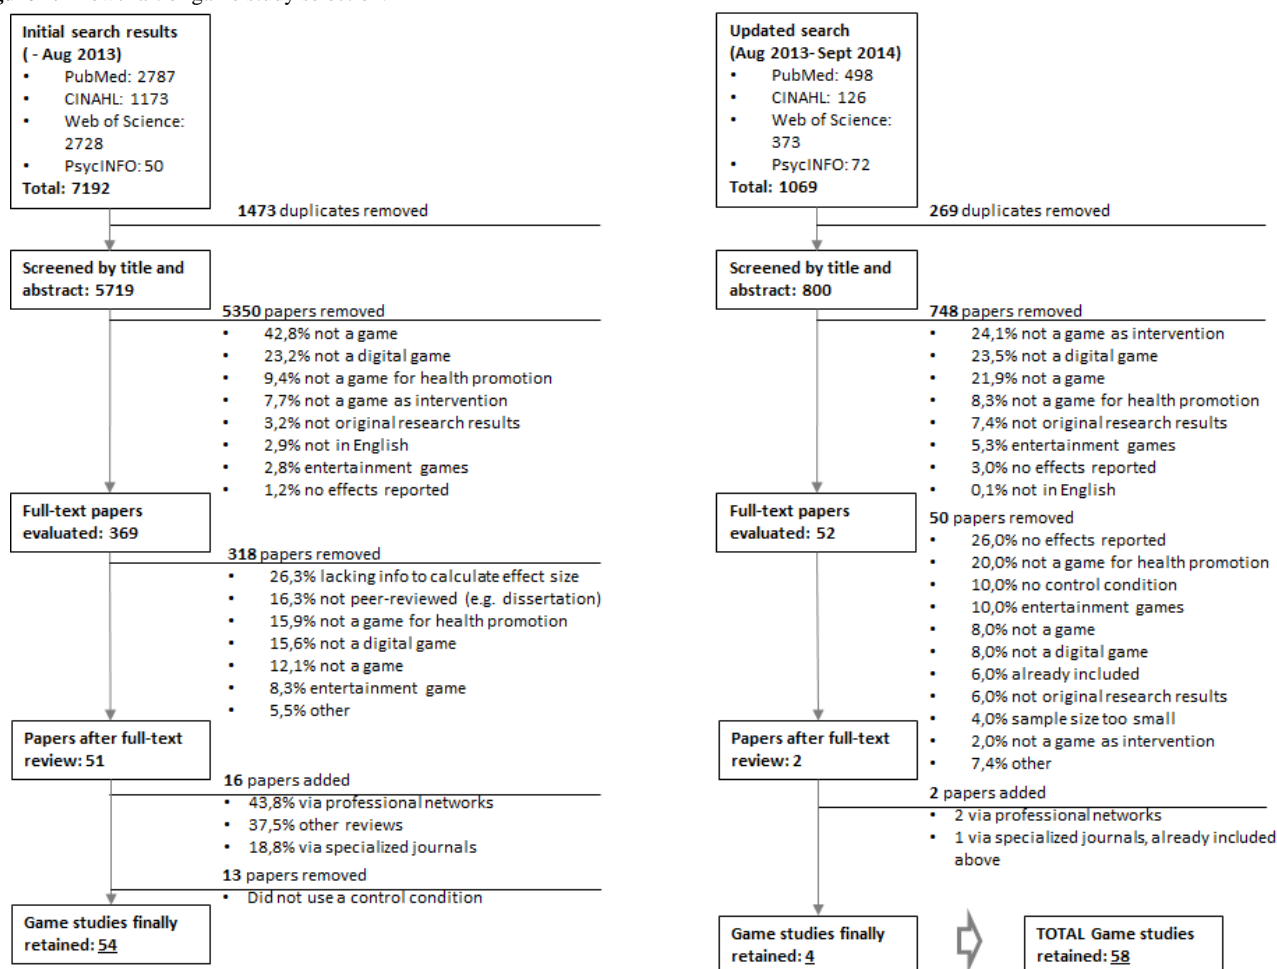 Initial search results
( - Aug 2013)
• PubMed: 2787
• CINAHL: 1173
• Web of Science:
2728
• PsycINFO: 50
Total: 7192
1473 duplicates removed
Screened by title and
abstract: 5719
5350 papers removed
• 42,8% not a game
• 23,2% not a digital game
• 9,4% not a game for health promotion
• 7,7% not a game as intervention
• 3,2% not original research results
• 2,9% not in English
• 2,8% entertainment games
• 1,2% no effects reported
Full-text papers
evaluated: 369
318 papers removed
• 26,3% lacking info to calculate effect size
• 16,3% not peer-reviewed (e.g. dissertation)
• 15,9% not a game for health promotion
• 15,6% not a digital game
• 12,1% not a game
• 8,3% entertainment game
• 5,5% other
Papers after full-text
review: 51
16 papers added
• 43,8% via professional networks
• 37,5% other reviews
• 18,8% via specialized journals
13 papers removed
• Did not use a control condition
Game studies finally
retained: 54
Updated search
(Aug 2013- Sept 2014)
• PubMed: 498
• CINAHL: 126
• Web of Science:
373
• PsycINFO: 72
Total: 1069
269 duplicates removed
Screened by title and
abstract: 800
748 papers removed
• 24,1% not a game as intervention
• 23,5% not a digital game
• 21,9% not a game
• 8,3% not a game for health promotion
• 7,4% not original research results
• 5,3% entertainment games
• 3,0% no effects reported
• 0,1% not in English
Full-text papers
evaluated: 52
50 papers removed
• 26,0% no effects reported
• 20,0% not a game for health promotion
• 10,0% no control condition
• 10,0% entertainment games
• 8,0% not a game
• 8,0% not a digital game
• 6,0% already included
• 6,0% not original research results
• 4,0% sample size too small
• 2,0% not a game as intervention
• 7,4% other
Papers after full-text
review: 2
2 papers added
• 2 via professional networks
• 1 via specialized journals, already included
above
Game studies finally
retained: 4
TOTAL Game studies
retained: 58